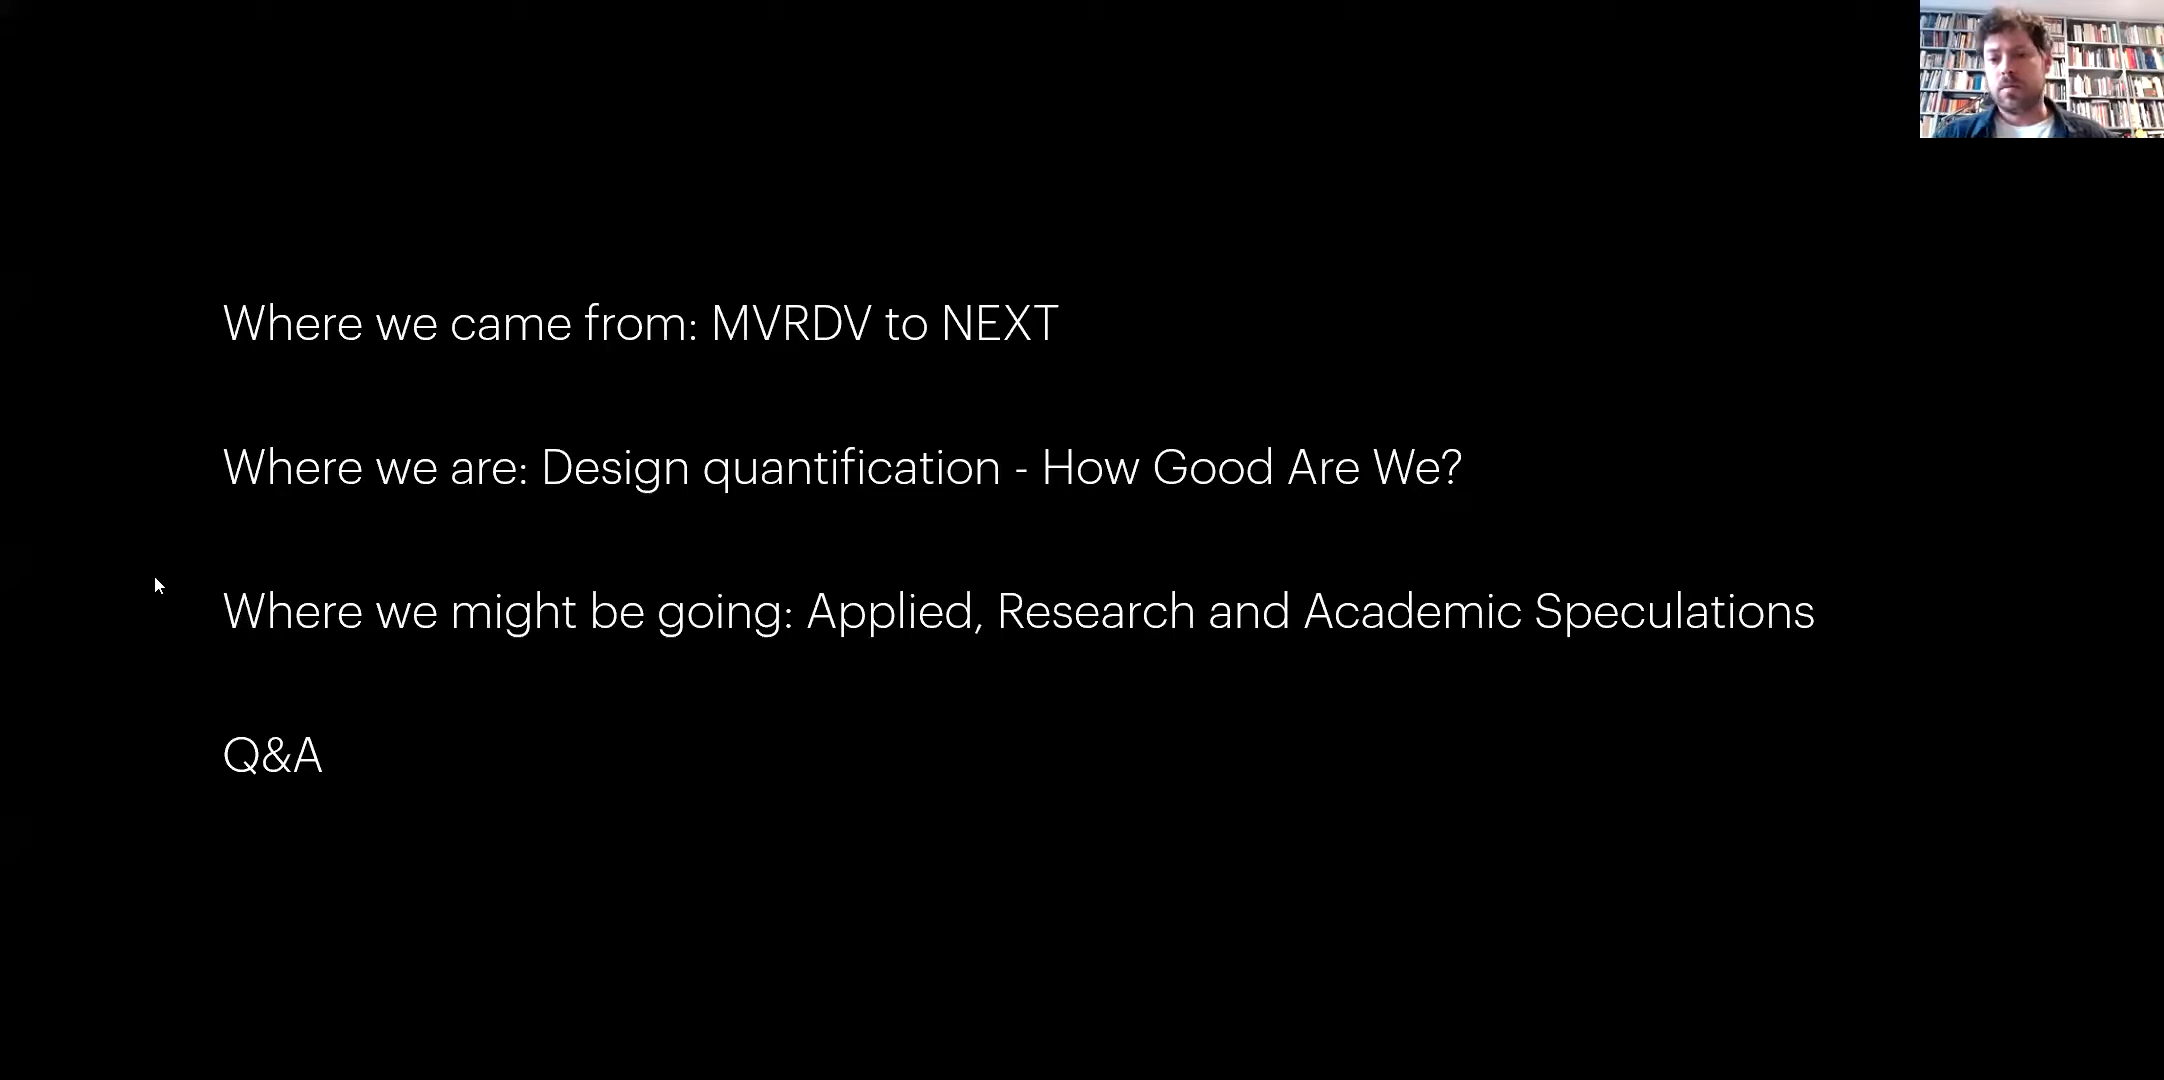 Where we came from: MVRDV to NEXT
Where we are: Design quantification - How Good Are We?
Where we might be going: Applied, Research and Academic Speculations
Q&A